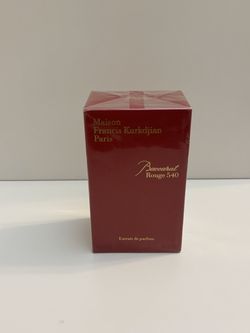 Maison
Francis Kurkdjian
Paris
Baccarat
Rouge 540
Extrait de parfum